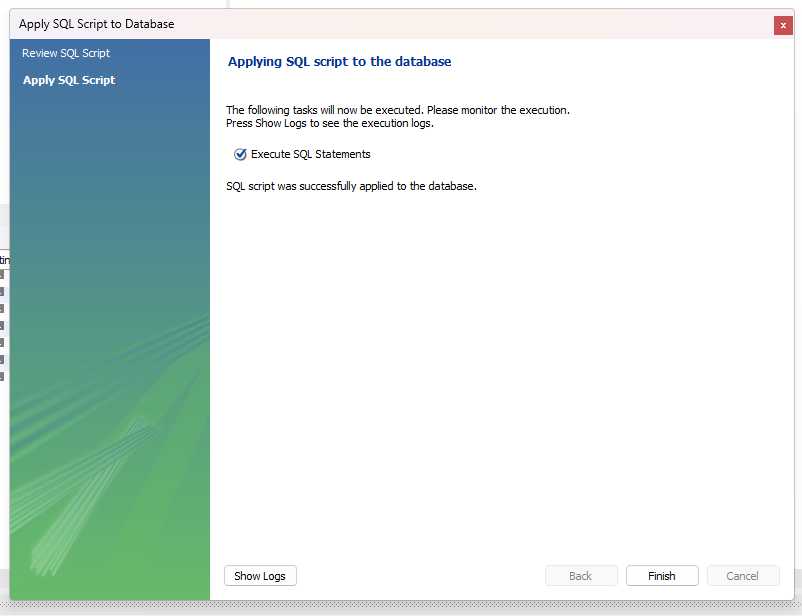 Apply SQL Script to Database
x
Review SQL Script
Apply SQL Script
Applying SQL script to the database
The following tasks will now be executed. Please monitor the execution.
Press Show Logs to see the execution logs.
Execute SQL Statements
SQL script was successfully applied to the database.
Show Logs
Back
Finish
Cancel